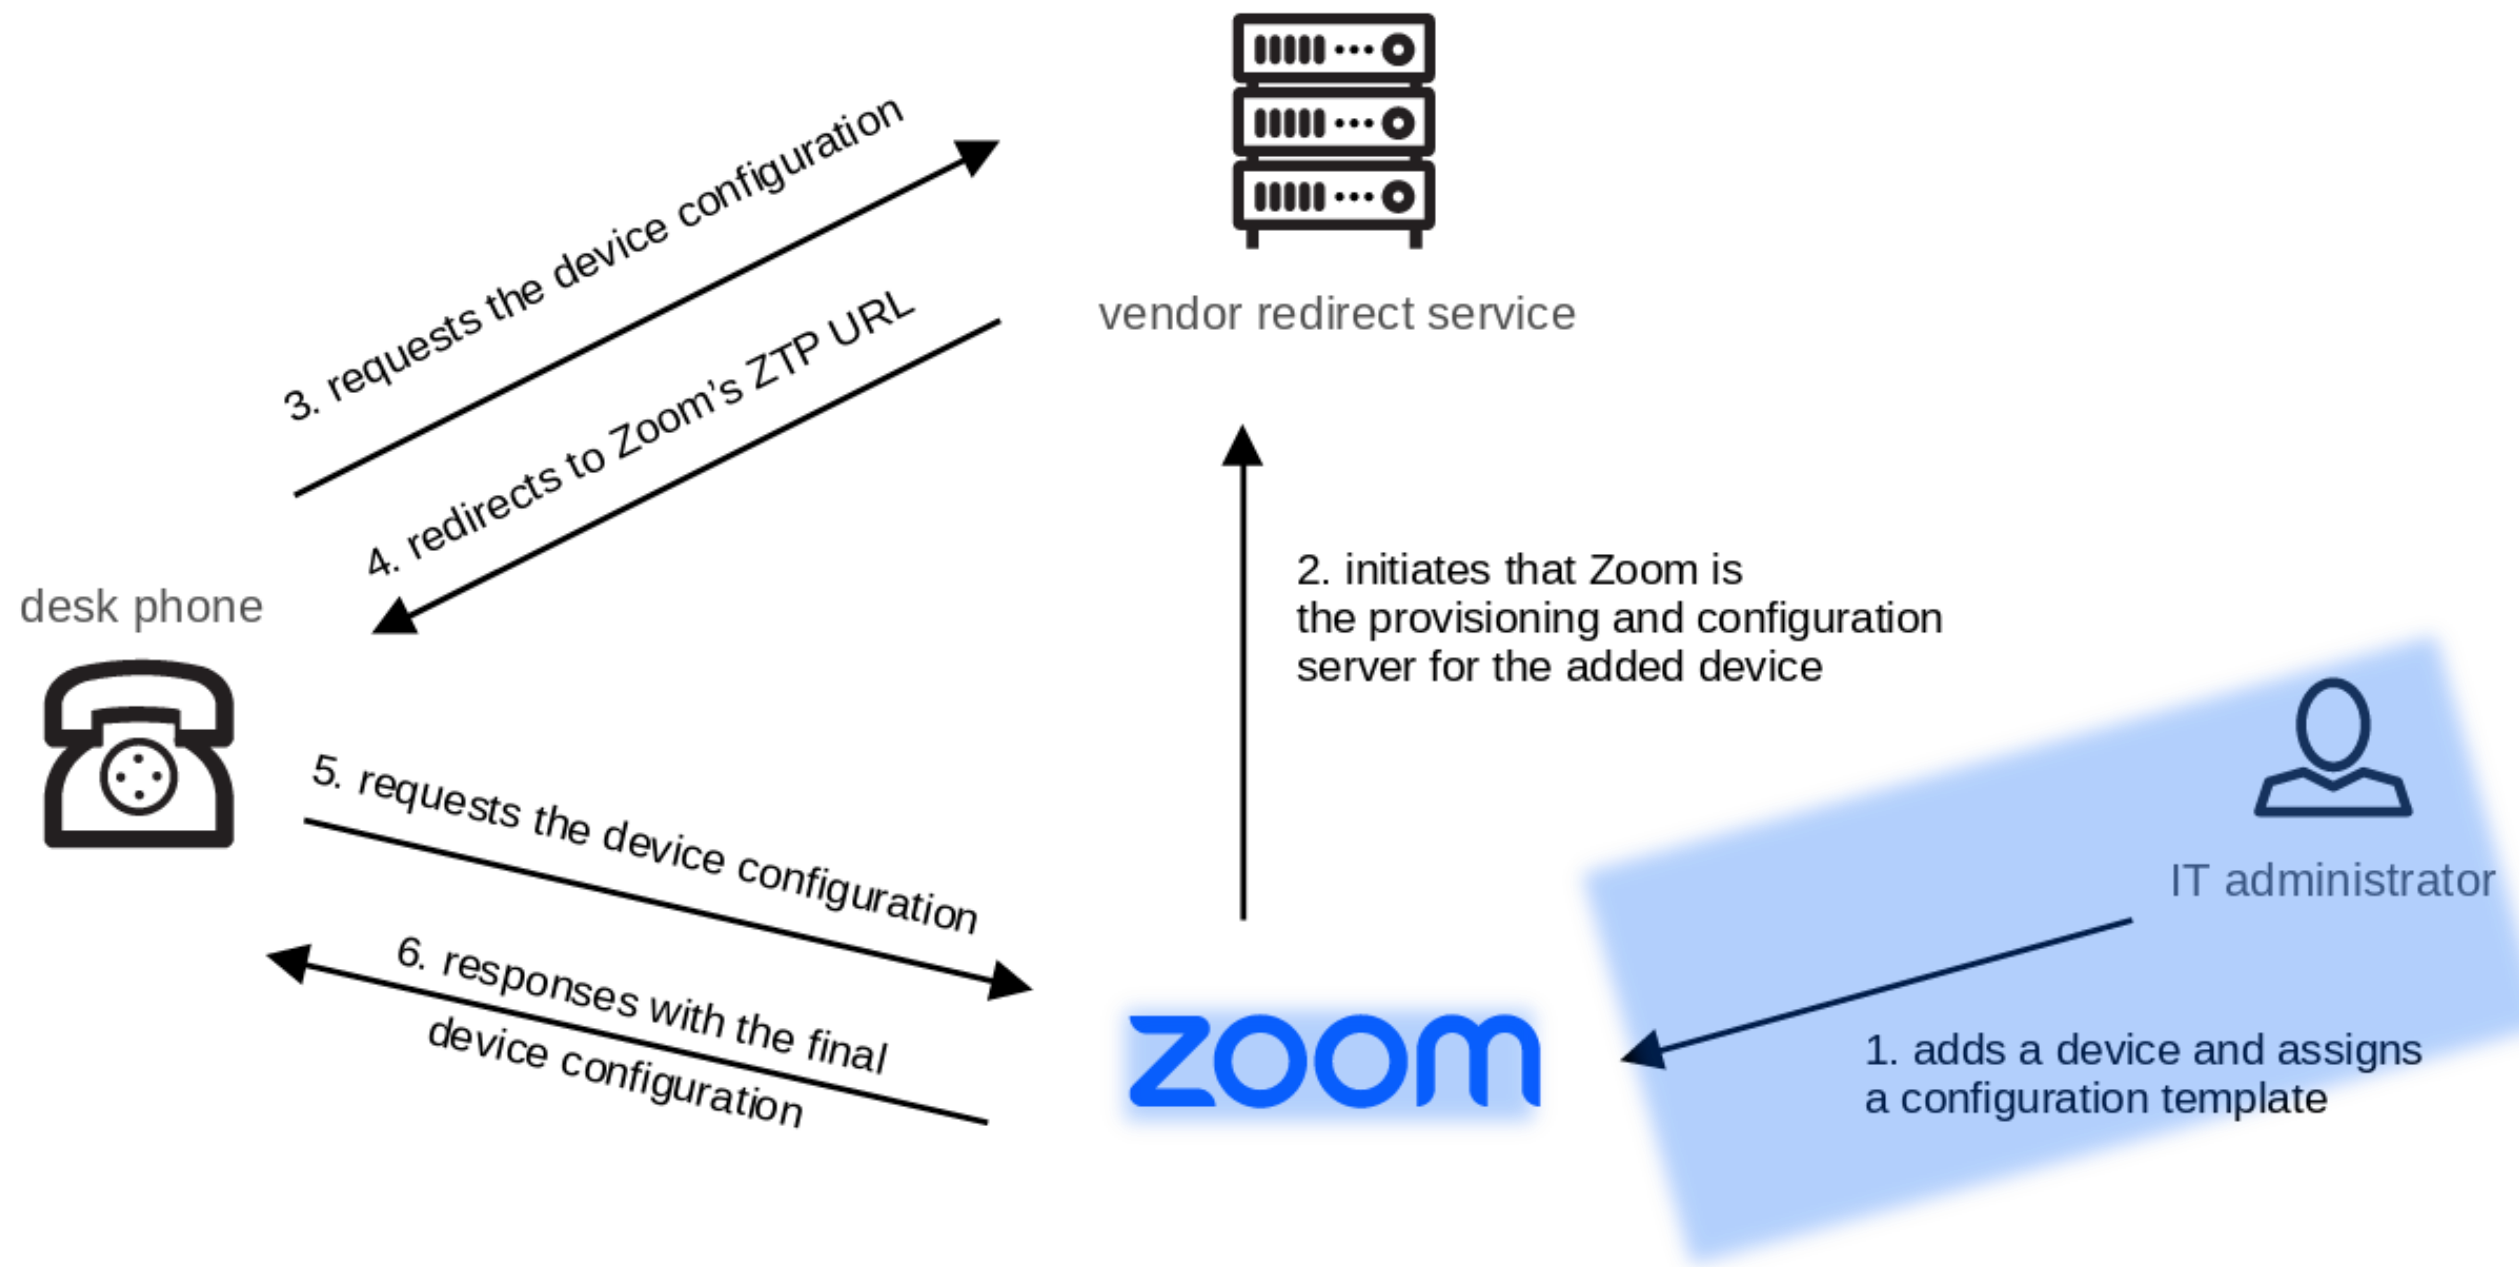 3. requests the device configuration
4. redirects to Zoom’s ZTP URL
vendor redirect service
desk phone
2. initiates that Zoom is
the provisioning and configuration
server for the added device
IT administrator
5. requests the device configuration
6. responses with the final
device configuration
zoom
1. adds a device and assigns
a configuration template